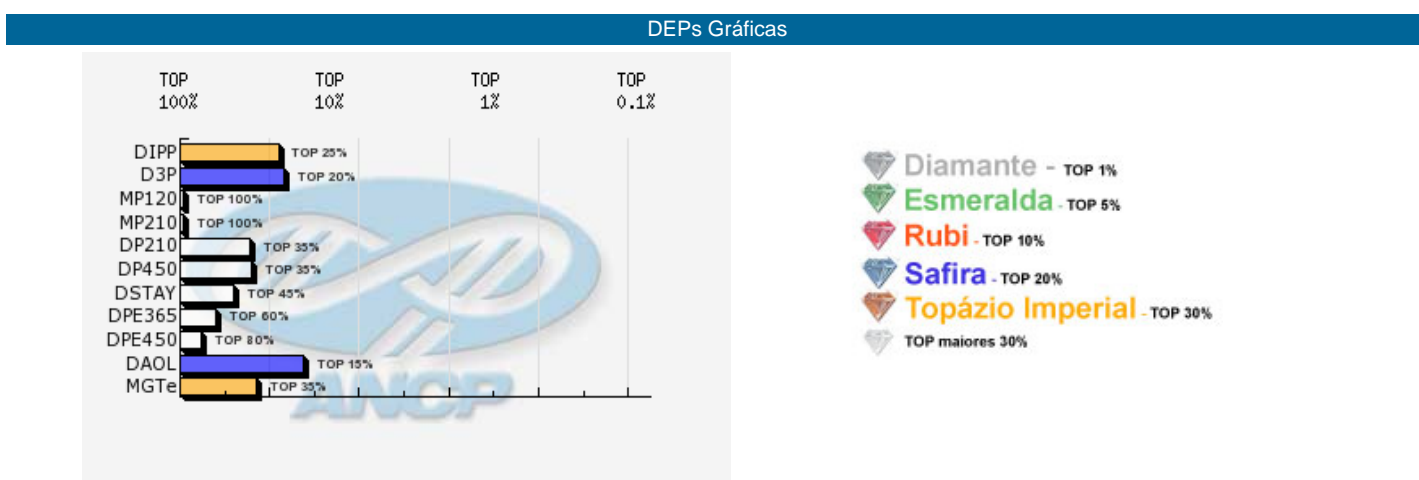 DEPs Gráficas
TOP 100%
TOP 10%
TOP 1%
TOP 0.1%
DIPP TOP 25%
D3P TOP 20%
MP120 TOP 100%
MP210 TOP 100%
DP210 TOP 35%
DP450 TOP 35%
DSTAY TOP 45%
DPE365 TOP 60%
DPE450 TOP 80%
DAOL TOP 15%
MGTe TOP 35%
ANCP
Diamante - TOP 1%
Esmeralda - TOP 5%
Rubi - TOP 10%
Safira - TOP 20%
Topázio Imperial - TOP 30%
TOP maiores 30%